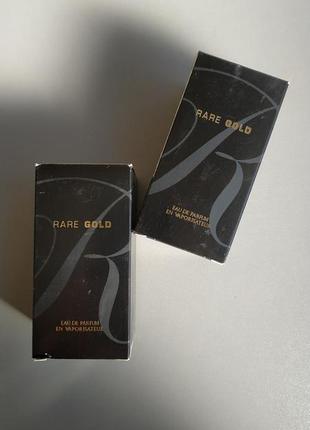 RARE GOLD
EAU DE PARFUM
EN VAPORISATEUR
R
RARE GOLD
EAU DE PARFUM
EN VAPORISATEUR
R